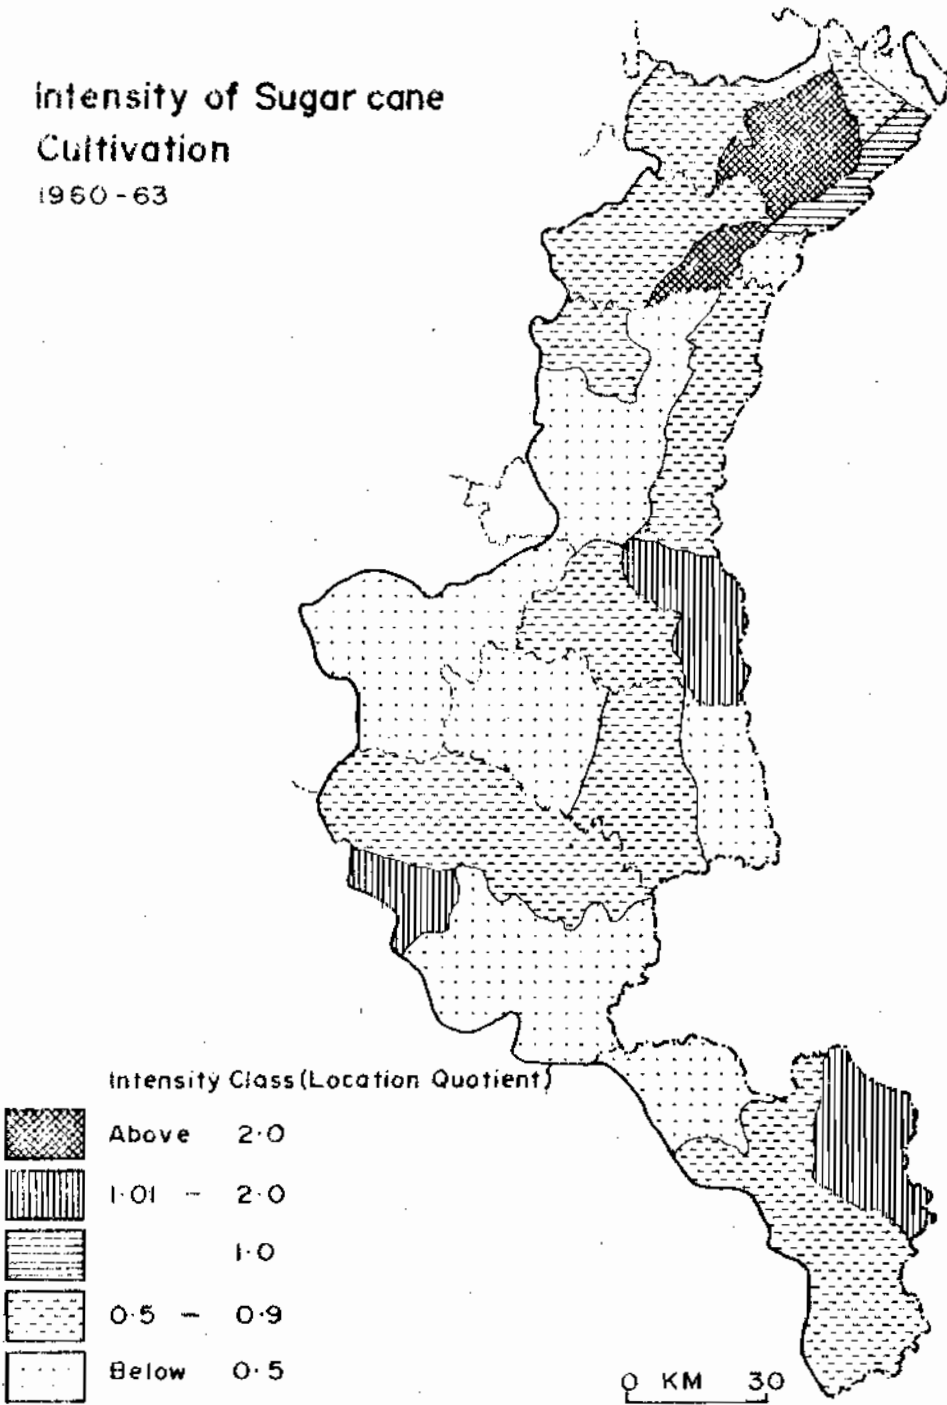 Intensity of Sugar cane
Cultivation
1960-63
Intensity Class (Location Quotient)
Above 2·0
1·01 - 2·0
1·0
0·5 - 0·9
Below 0·5
0 KM 30